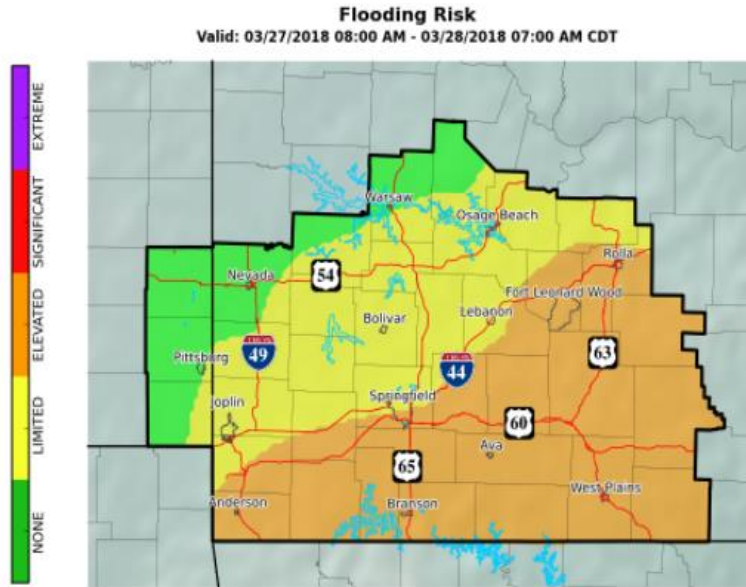 Flooding Risk
Valid: 03/27/2018 08:00 AM - 03/28/2018 07:00 AM CDT
EXTREME
SIGNIFICANT
ELEVATED
LIMITED
NONE
Warsaw
Osage Beach
Rolla
Nevada
54
Fort Leonard Wood
Lebanon
Bolivar
49
63
Pittsburg
44
Joplin
Springfield
60
Ava
65
West Plains
Anderson
Branson